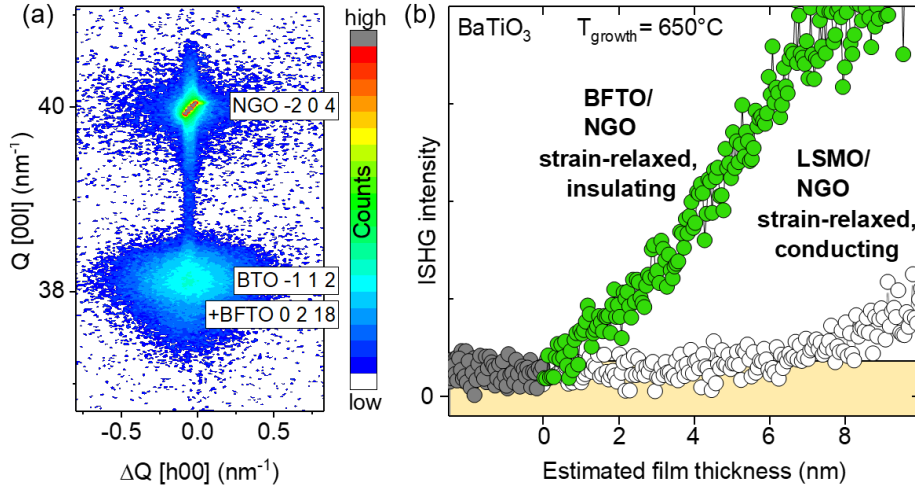 (a)
high
NGO -2 0 4
40
Q [00l] (nm-1)
Counts
BTO -1 1 2
38
+BFTO 0 2 18
low
-0.5
0.0
0.5
ΔQ [h00] (nm-1)
(b)
BaTiO3
Tgrowth = 650°C
BFTO/
NGO
strain-relaxed,
insulating
LSMO/
NGO
strain-relaxed,
conducting
ISHG intensity
0
0
2
4
6
8
Estimated film thickness (nm)